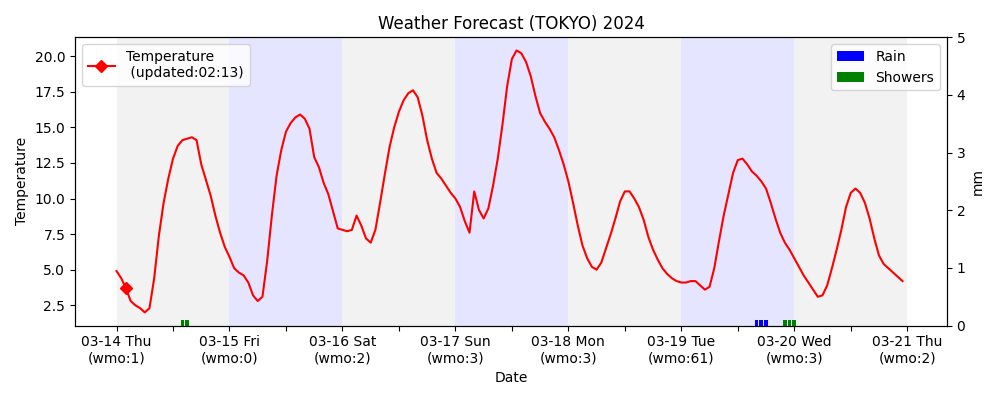 Weather Forecast (TOKYO) 2024
Temperature
(updated:02:13)
Rain
Showers
Temperature
20.0
17.5
15.0
12.5
10.0
7.5
5.0
2.5
5
4
3
2
1
0
mm
03-14 Thu
(wmo:1)
03-15 Fri
(wmo:0)
03-16 Sat
(wmo:2)
03-17 Sun
(wmo:3)
03-18 Mon
(wmo:3)
03-19 Tue
(wmo:61)
03-20 Wed
(wmo:3)
03-21 Thu
(wmo:2)
Date